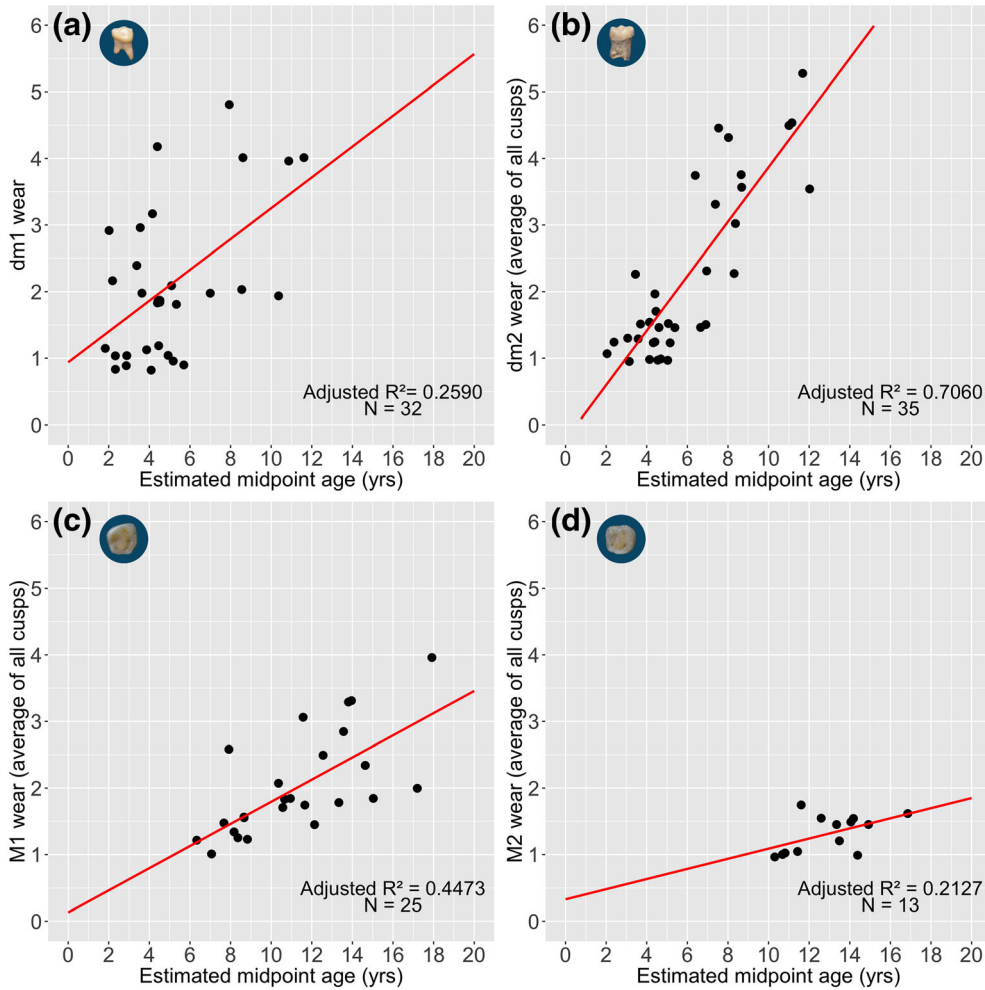 (a)
6
5
4
3
2
1
0
dm1 wear
Adjusted R²= 0.2590
N = 32
0 2 4 6 8 10 12 14 16 18 20
Estimated midpoint age (yrs)
(b)
6
5
4
3
2
1
0
dm2 wear (average of all cusps)
Adjusted R² = 0.7060
N = 35
0 2 4 6 8 10 12 14 16 18 20
Estimated midpoint age (yrs)
(c)
6
5
4
3
2
1
0
M1 wear (average of all cusps)
Adjusted R² = 0.4473
N = 25
0 2 4 6 8 10 12 14 16 18 20
Estimated midpoint age (yrs)
(d)
6
5
4
3
2
1
0
M2 wear (average of all cusps)
Adjusted R² = 0.2127
N = 13
0 2 4 6 8 10 12 14 16 18 20
Estimated midpoint age (yrs)